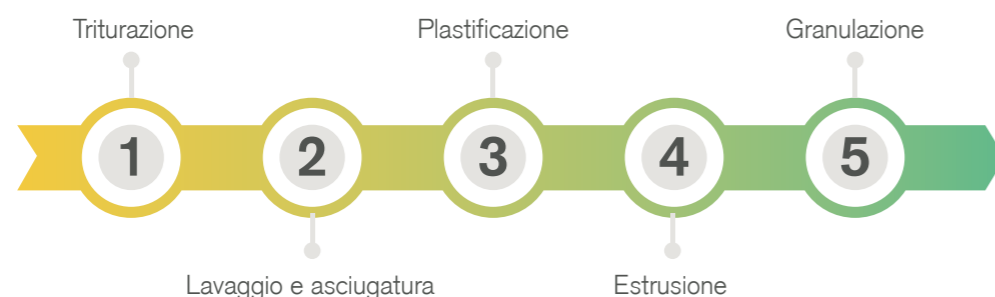 Triturazione
Plastificazione
Granulazione
1
2
3
4
5
Lavaggio e asciugatura
Estrusione